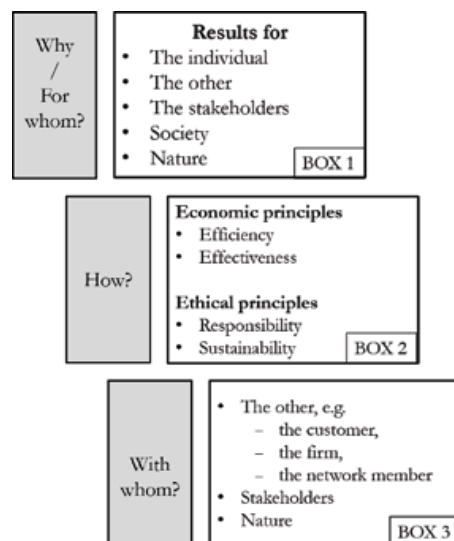 Why
/
For
whom?
Results for
• The individual
• The other
• The stakeholders
• Society
• Nature
BOX 1
How?
Economic principles
• Efficiency
• Effectiveness
Ethical principles
• Responsibility
• Sustainability
BOX 2
With
whom?
• The other, e.g.
– the customer,
– the firm,
– the network member
• Stakeholders
• Nature
BOX 3